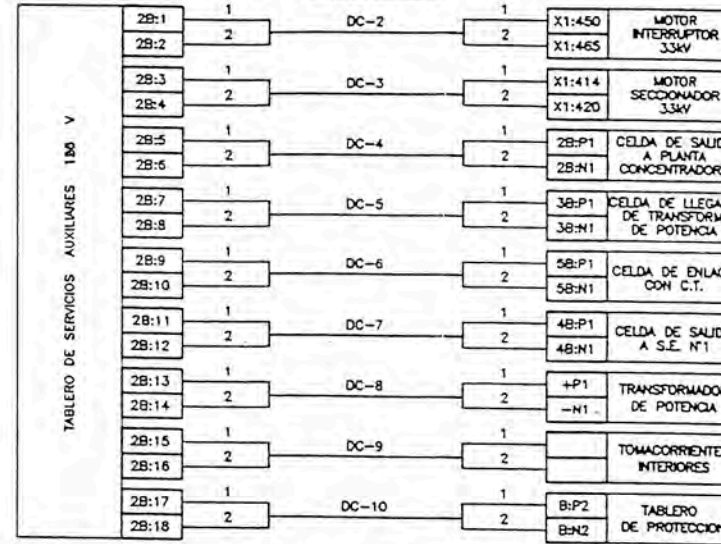 TABLERO DE SERVICIOS AUXILIARES V
2B:1 1 DC-2 1 X1:450 MOTOR
2B:2 2 2 X1:465 INTERRUPTOR
33kV
2B:3 1 DC-3 1 X1:414 MOTOR
2B:4 2 2 X1:420 SECCIONADOR
33kV
2B:5 1 DC-4 1 2B:P1 CELDA DE SALID
2B:6 2 2 2B:N1 A PLANTA
CONCENTRADOR
2B:7 1 DC-5 1 3B:P1 CELDA DE LLEGA
2B:8 2 2 3B:N1 DE TRANSFORM
DE POTENCIA
2B:9 1 DC-6 1 5B:P1 CELDA DE ENLAC
2B:10 2 2 5B:N1 CON C.T.
2B:11 1 DC-7 1 4B:P1 CELDA DE SALID
2B:12 2 2 4B:N1 A S.E. N°1
2B:13 1 DC-8 1 +P1 TRANSFORMADO
2B:14 2 2 -N1 DE POTENCIA
2B:15 1 DC-9 1 TOMACORRIENTE
2B:16 2 2 INTERIORES
2B:17 1 DC-10 1 B:P2 TABLERO
2B:18 2 2 B:N2 DE PROTECCION